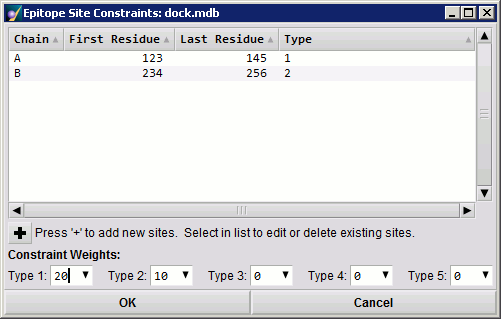 Epitope Site Constraints: dock.mdb
Chain First Residue Last Residue Type
A 123 145 1
B 234 256 2
Press '+' to add new sites. Select in list to edit or delete existing sites.
Constraint Weights:
Type 1: 20 Type 2: 10 Type 3: 0 Type 4: 0 Type 5: 0
OK Cancel